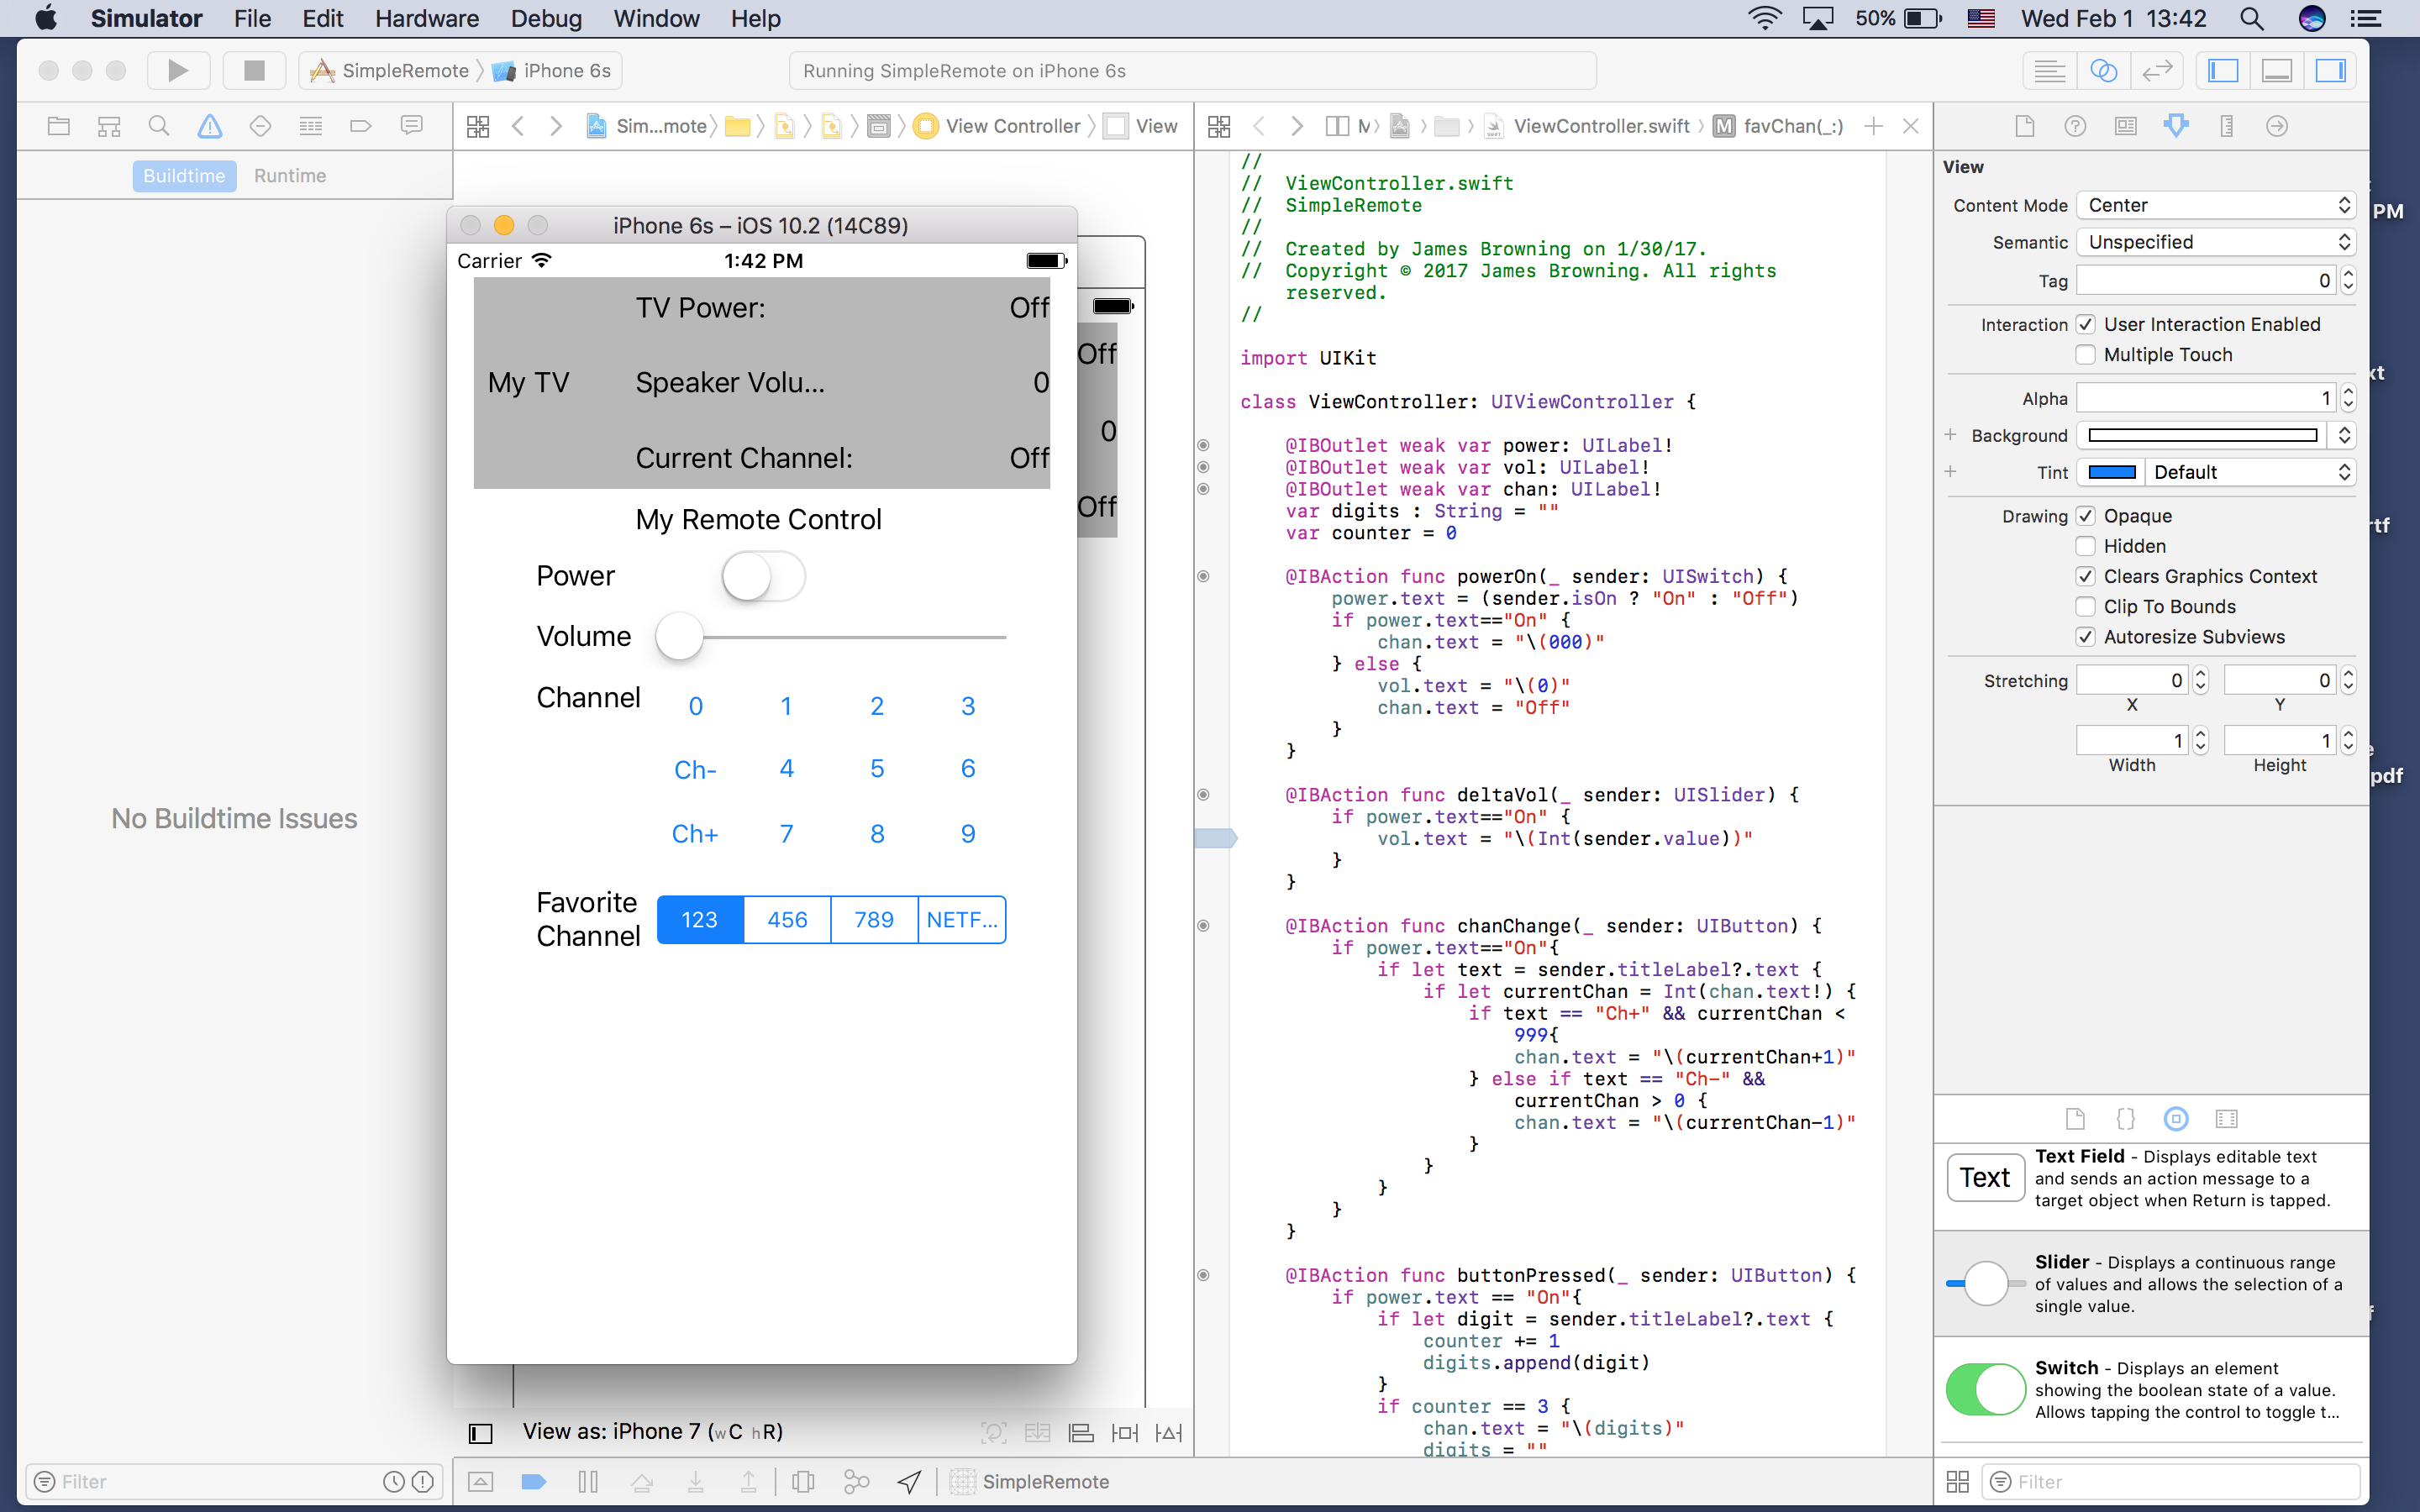 Simulator File Edit Hardware Debug Window Help 50% Wed Feb 1 13:42
SimpleRemote iPhone 6s Running SimpleRemote on iPhone 6s
Sim...mote View Controller View
ViewController.swift M favChan(_:)
Buildtime Runtime
No Buildtime Issues
Filter
iPhone 6s – iOS 10.2 (14C89)
Carrier 1:42 PM
TV Power: Off
My TV Speaker Volu... 0
Current Channel: Off
My Remote Control
Power
Volume
Channel 0 1 2 3
Ch- 4 5 6
Ch+ 7 8 9
Favorite
Channel
123 456 789 NETF...
Off
0
Off
View as: iPhone 7 (wC hR)
SimpleRemote
//
// ViewController.swift
// SimpleRemote
//
// Created by James Browning on 1/30/17.
// Copyright © 2017 James Browning. All rights
reserved.
//
import UIKit
class ViewController: UIViewController {
@IBOutlet weak var power: UILabel!
@IBOutlet weak var vol: UILabel!
@IBOutlet weak var chan: UILabel!
var digits : String = ""
var counter = 0
@IBAction func powerOn(_ sender: UISwitch) {
power.text = (sender.isOn ? "On" : "Off")
if power.text=="On" {
chan.text = "\(000)"
} else {
vol.text = "\(0)"
chan.text = "Off"
}
}
@IBAction func deltaVol(_ sender: UISlider) {
if power.text=="On" {
vol.text = "\(Int(sender.value))"
}
}
@IBAction func chanChange(_ sender: UIButton) {
if power.text=="On"{
if let text = sender.titleLabel?.text {
if let currentChan = Int(chan.text!) {
if text == "Ch+" && currentChan <
999{
chan.text = "\(currentChan+1)"
} else if text == "Ch-" &&
currentChan > 0 {
chan.text = "\(currentChan-1)"
}
}
}
}
}
@IBAction func buttonPressed(_ sender: UIButton) {
if power.text == "On"{
if let digit = sender.titleLabel?.text {
counter += 1
digits.append(digit)
}
if counter == 3 {
chan.text = "\(digits)"
digits = ""
View
Content Mode Center
Semantic Unspecified
Tag 0
Interaction User Interaction Enabled
Multiple Touch
Alpha 1
Background
Tint Default
Drawing Opaque
Hidden
Clears Graphics Context
Clip To Bounds
Autoresize Subviews
Stretching 0 0
X Y
1 1
Width Height
Text
Text Field - Displays editable text
and sends an action message to a
target object when Return is tapped.
Slider - Displays a continuous range
of values and allows the selection of a
single value.
Switch - Displays an element
showing the boolean state of a value.
Allows tapping the control to toggle t...
Filter
PM
xt
rtf
pdf